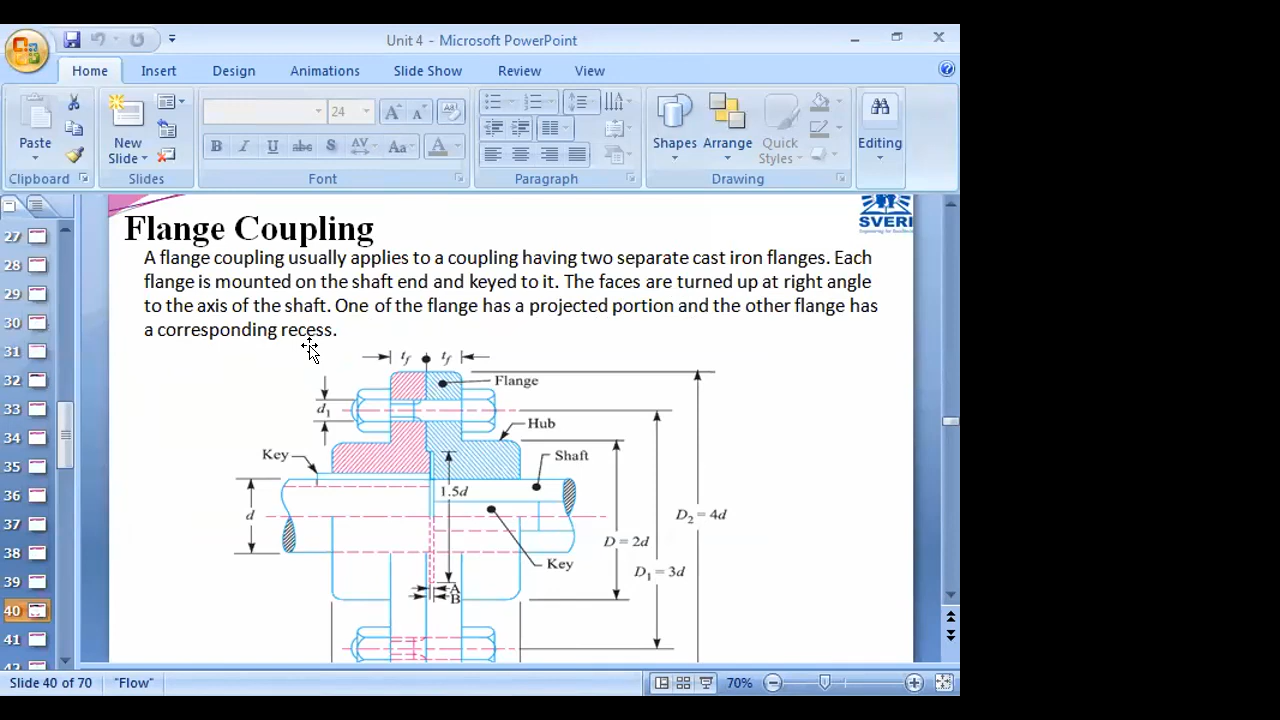 Unit 4 - Microsoft PowerPoint
Home Insert Design Animations Slide Show Review View
24
Paste
New
Slide
B I U abc S AV Aa A
Shapes Arrange Quick
Styles
Editing
Clipboard Slides Font Paragraph Drawing
27
28
29
30
31
32
33
34
35
36
37
38
39
40
41
SVERI
Flange Coupling
A flange coupling usually applies to a coupling having two separate cast iron flanges. Each
flange is mounted on the shaft end and keyed to it. The faces are turned up at right angle
to the axis of the shaft. One of the flange has a projected portion and the other flange has
a corresponding recess.
tf tf
Flange
d1
Hub
Key
Shaft
1.5d
d
D2 = 4d
D = 2d
Key
D1 = 3d
A
B
Slide 40 of 70 "Flow" 70%